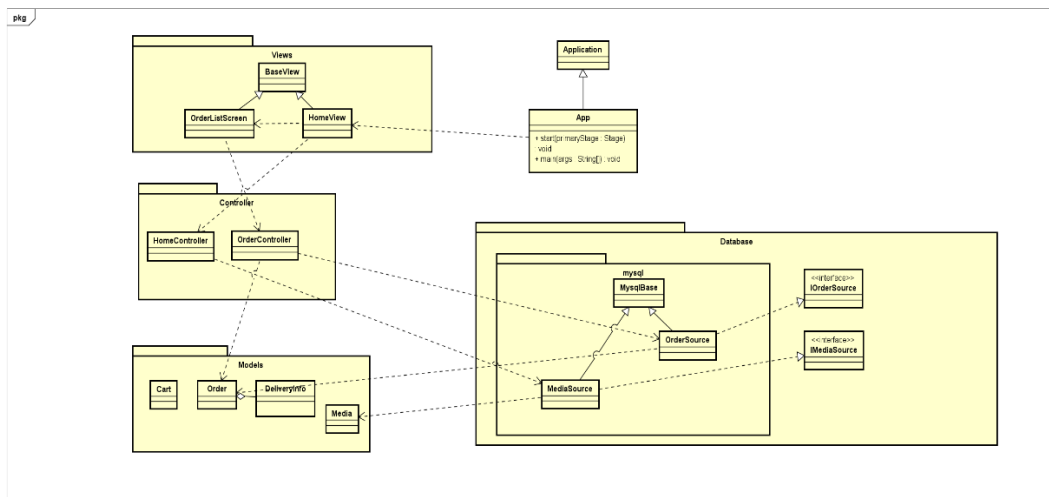 pkg
Views
BaseView
OrderListScreen
HomeView
Application
App
+ start(primaryStage : Stage)
: void
+ main(args : String[]) : void
Controller
HomeController
OrderController
Database
mysql
MysqlBase
OrderSource
MediaSource
<<interface>>
IOrderSource
<<interface>>
IMediaSource
Models
Cart
Order
DeliveryInfo
Media